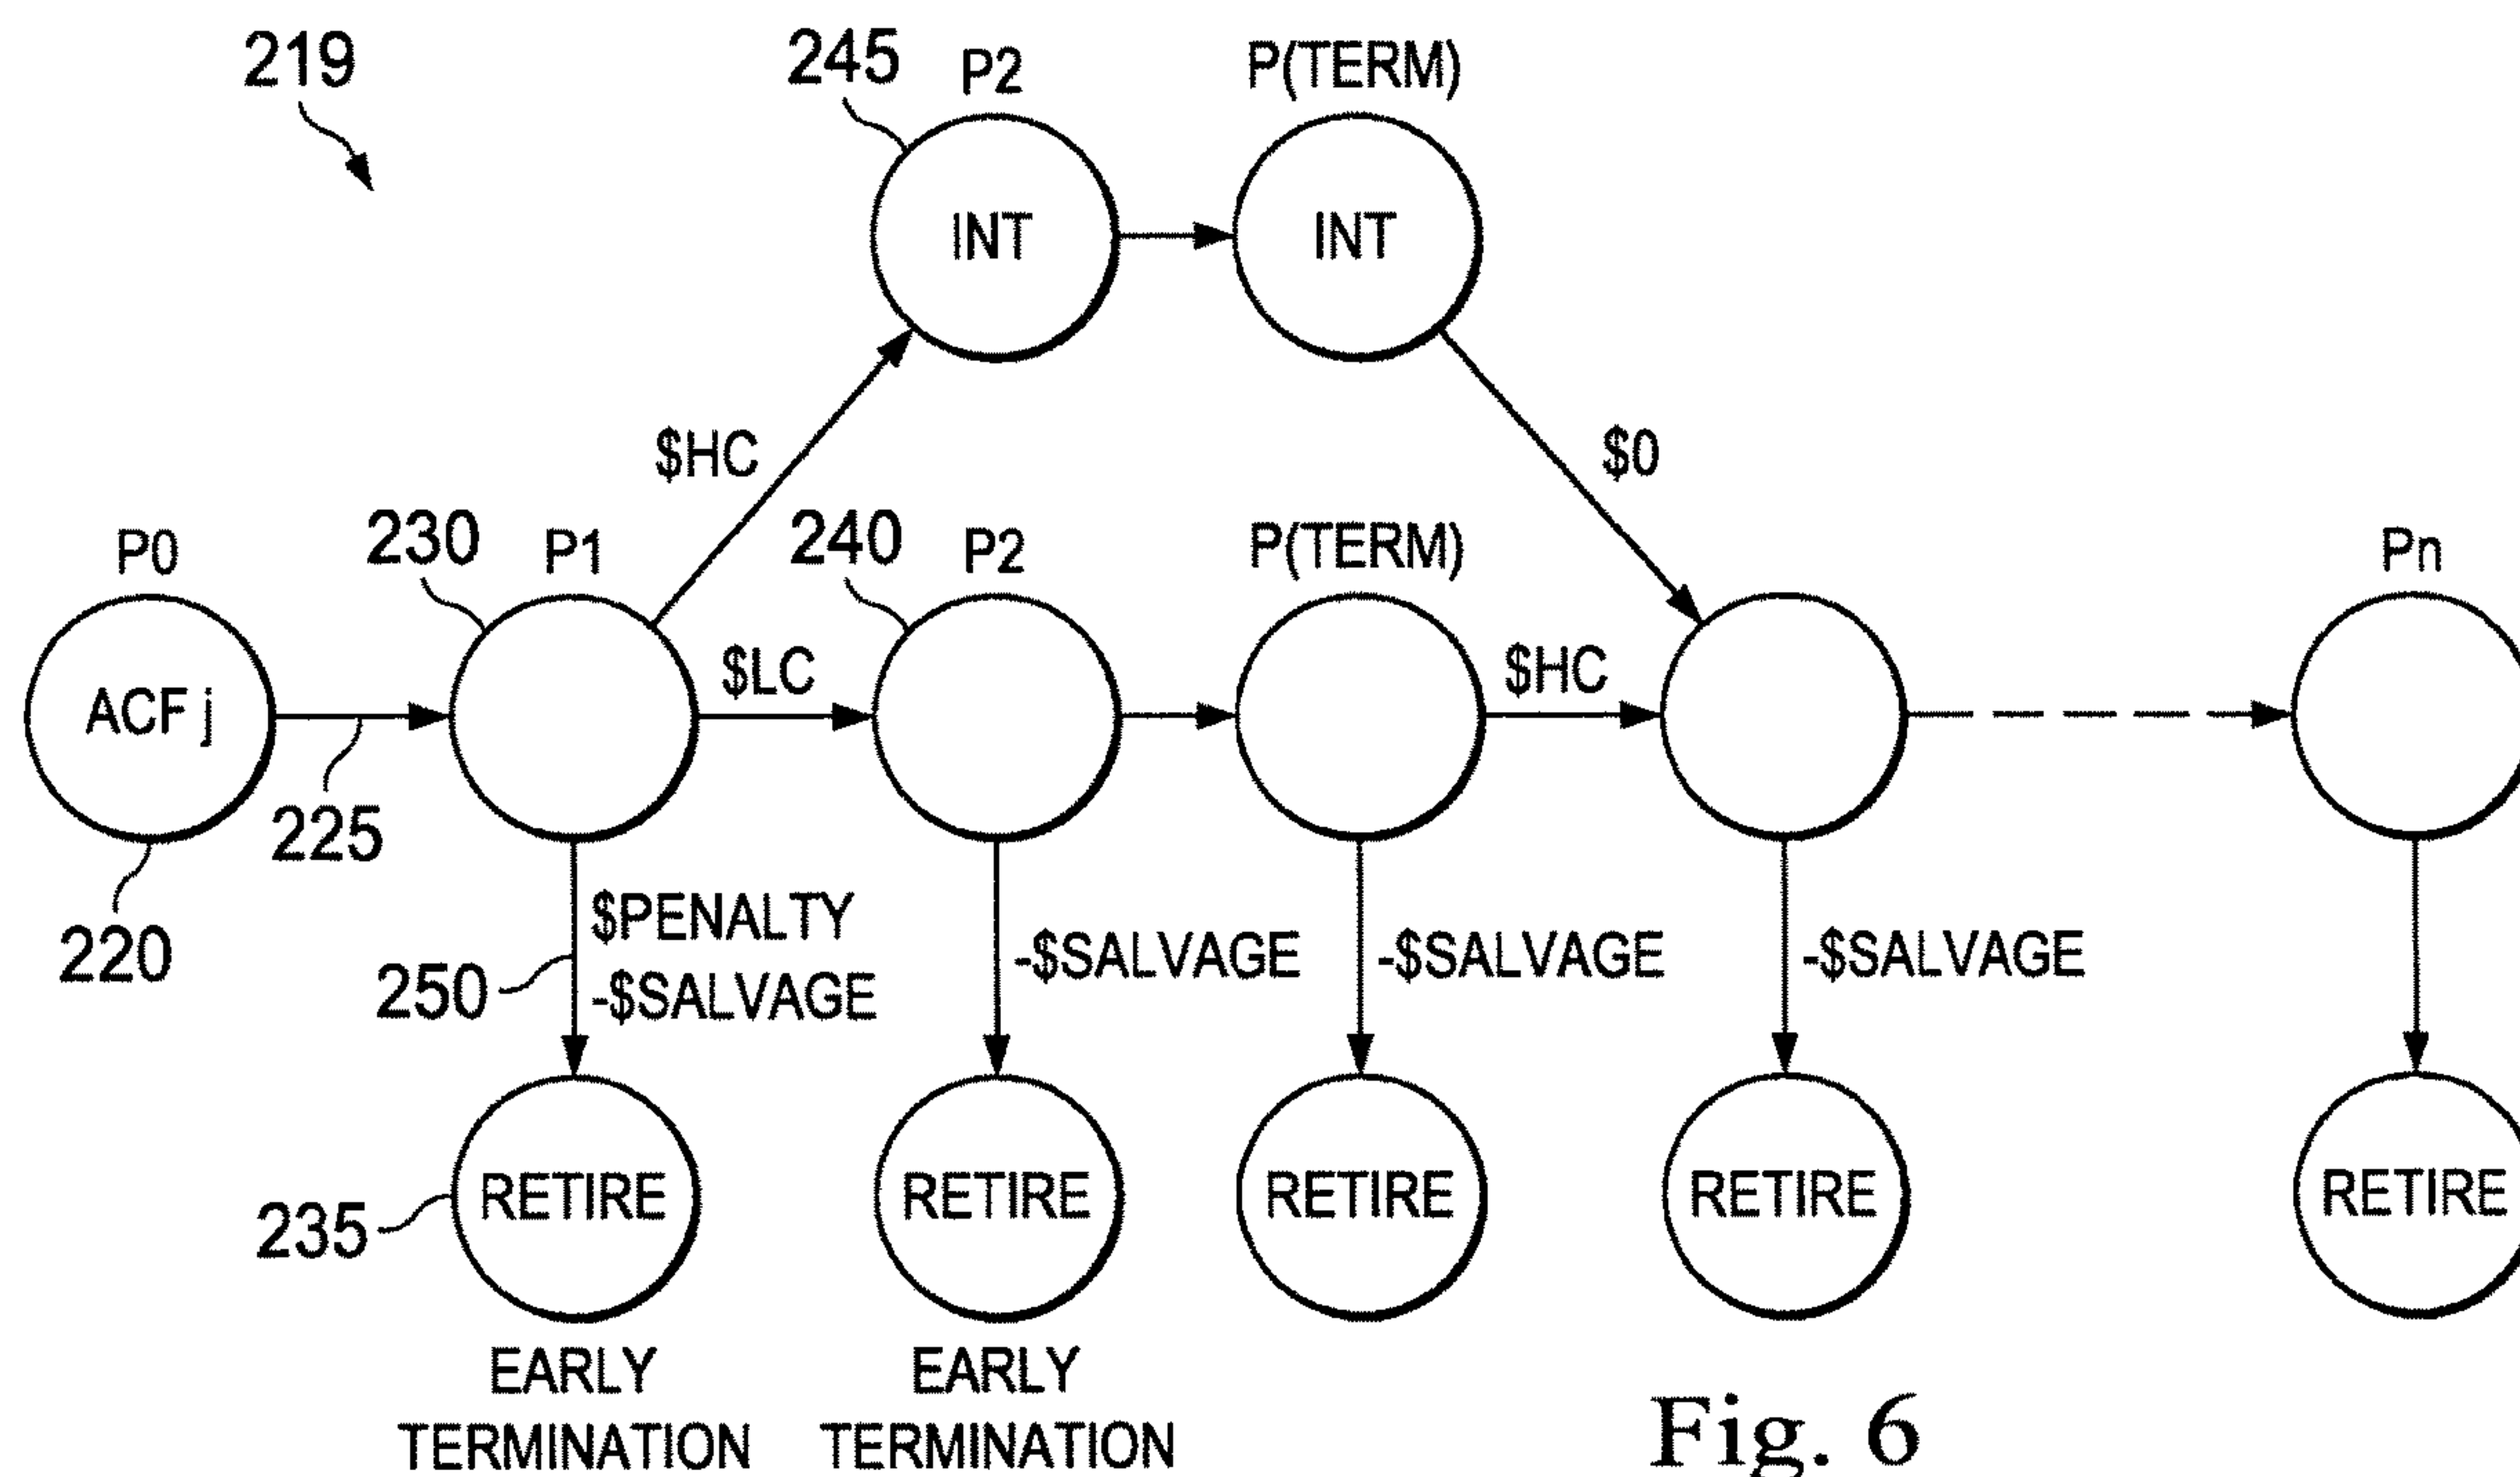 219
245
P2
P(TERM)
INT
INT
$HC
$0
P0
230
P1
240
P2
P(TERM)
Pn
ACF j
$LC
$HC
225
220
250
$PENALTY
-$SALVAGE
-$SALVAGE
-$SALVAGE
-$SALVAGE
235
RETIRE
RETIRE
RETIRE
RETIRE
RETIRE
EARLY
TERMINATION
EARLY
TERMINATION
Fig. 6